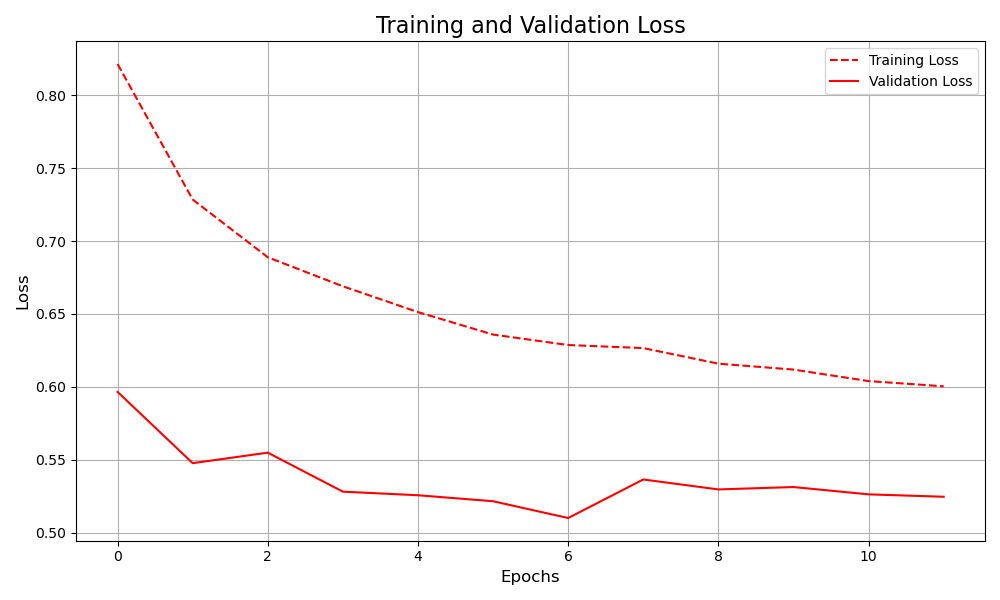 Training and Validation Loss
Training Loss
Validation Loss
Loss
0.80
0.75
0.70
0.65
0.60
0.55
0.50
0 2 4 6 8 10
Epochs